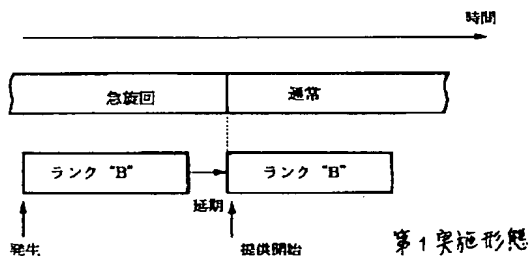 時間
急旋回 通常
ランク "B" ランク "B"
延期
発生 提供開始
第1実施形態